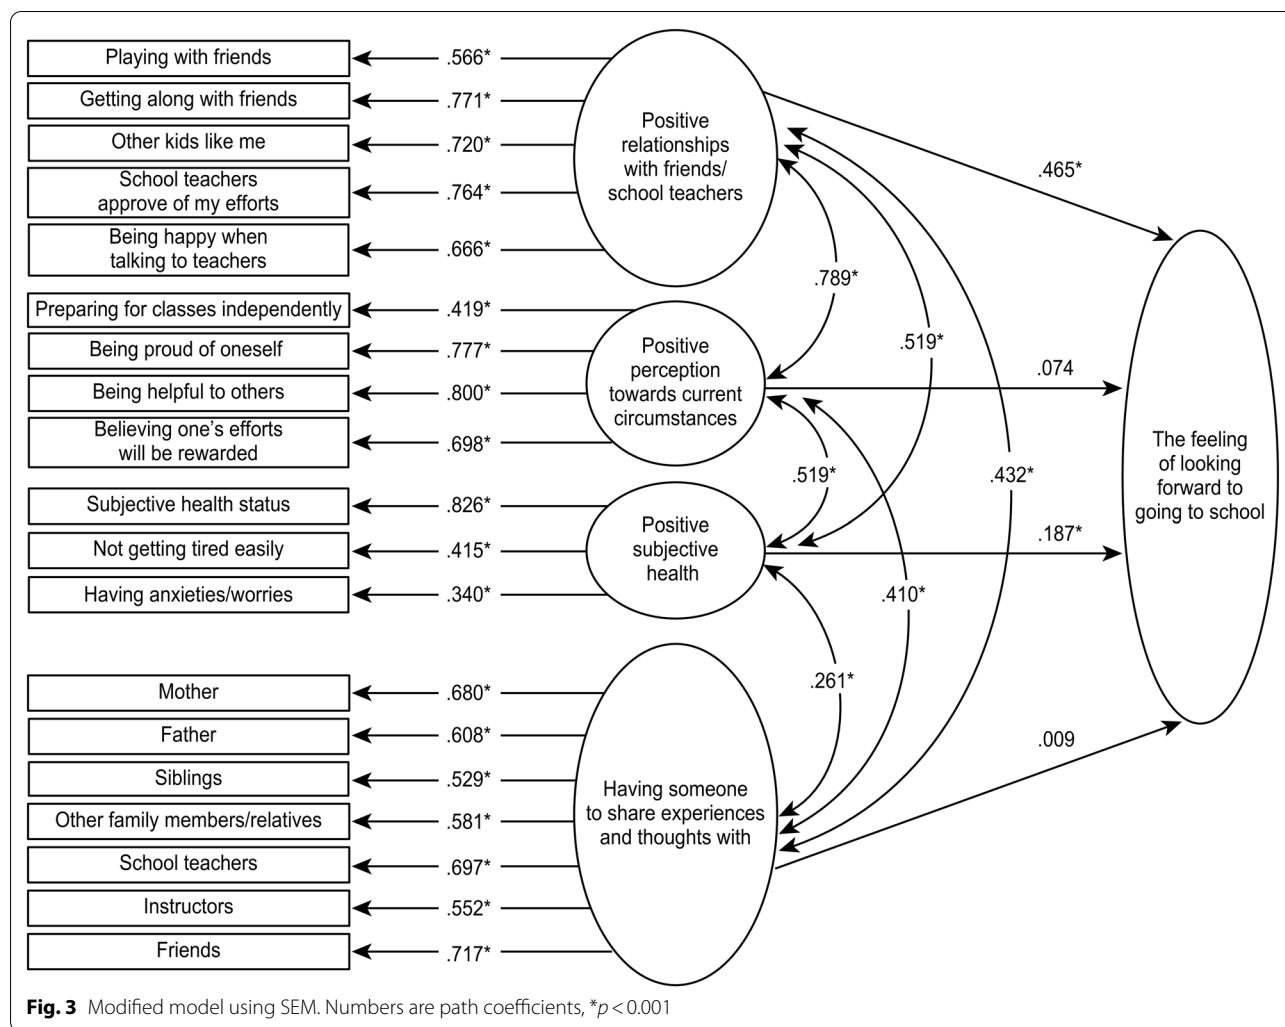 Playing with friends
.566*
Getting along with friends
.771*
Other kids like me
.720*
School teachers
approve of my efforts
.764*
Being happy when
talking to teachers
.666*
Positive
relationships
with friends/
school teachers
.465*
.789*
Preparing for classes independently
.419*
Being proud of oneself
.777*
Being helpful to others
.800*
Believing one's efforts
will be rewarded
.698*
Positive
perception
towards current
circumstances
.519*
.074
.519*
.432*
Subjective health status
.826*
Not getting tired easily
.415*
Having anxieties/worries
.340*
Positive
subjective
health
.187*
.410*
.261*
The feeling
of looking
forward to
going to school
Mother
.680*
Father
.608*
Siblings
.529*
Other family members/relatives
.581*
School teachers
.697*
Instructors
.552*
Friends
.717*
Having someone
to share experiences
and thoughts with
.009
Fig. 3 Modified model using SEM. Numbers are path coefficients, *p < 0.001